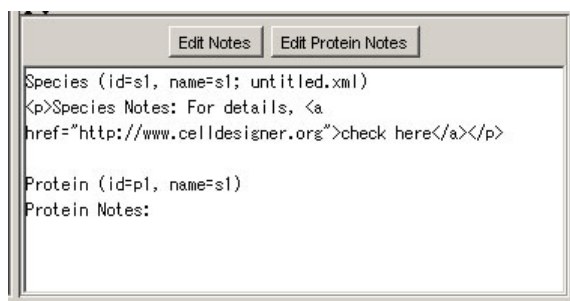 Edit Notes Edit Protein Notes
Species (id=s1, name=s1; untitled.xml)
<p>Species Notes: For details, <a
href="http://www.celldesigner.org">check here</a></p>
Protein (id=p1, name=s1)
Protein Notes: